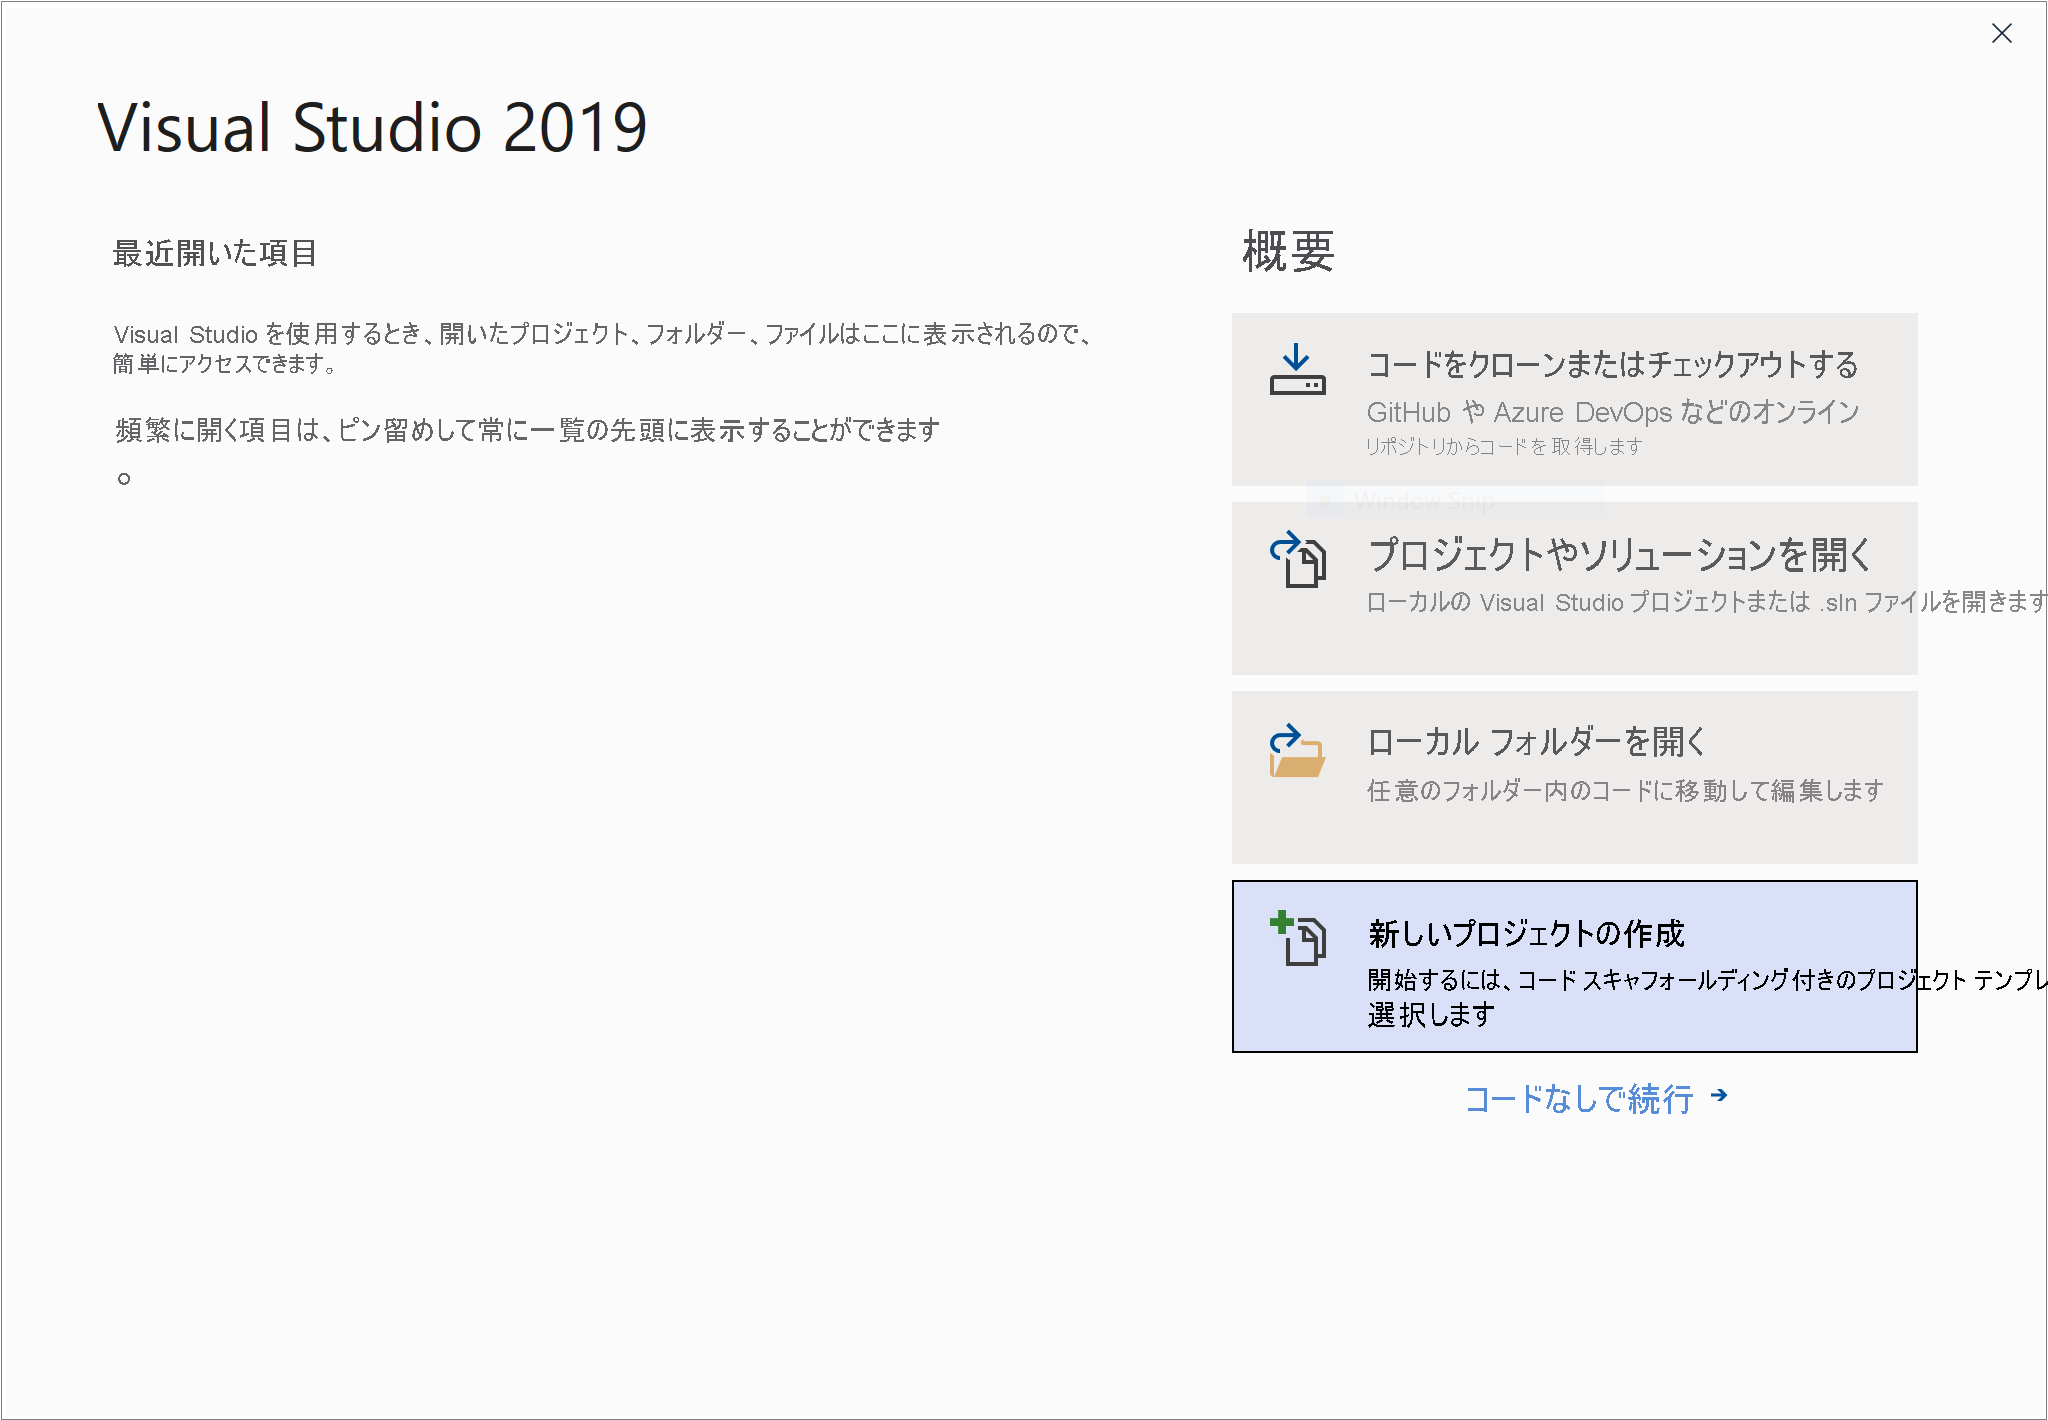 Visual Studio 2019
最近開いた項目
Visual Studio を使用するとき、開いたプロジェクト、フォルダー、ファイルはここに表示されるので、
簡単にアクセスできます。
頻繁に開く項目は、ピン留めして常に一覧の先頭に表示することができます
。
概要
コードをクローンまたはチェックアウトする
GitHub や Azure DevOps などのオンライン
リポジトリからコードを取得します
Window Snip
プロジェクトやソリューションを開く
ローカルの Visual Studio プロジェクトまたは .sln ファイルを開きます
ローカル フォルダーを開く
任意のフォルダー内のコードに移動して編集します
新しいプロジェクトの作成
開始するには、コード スキャフォールディング付きのプロジェクト テンプレ
選択します
コードなしで続行